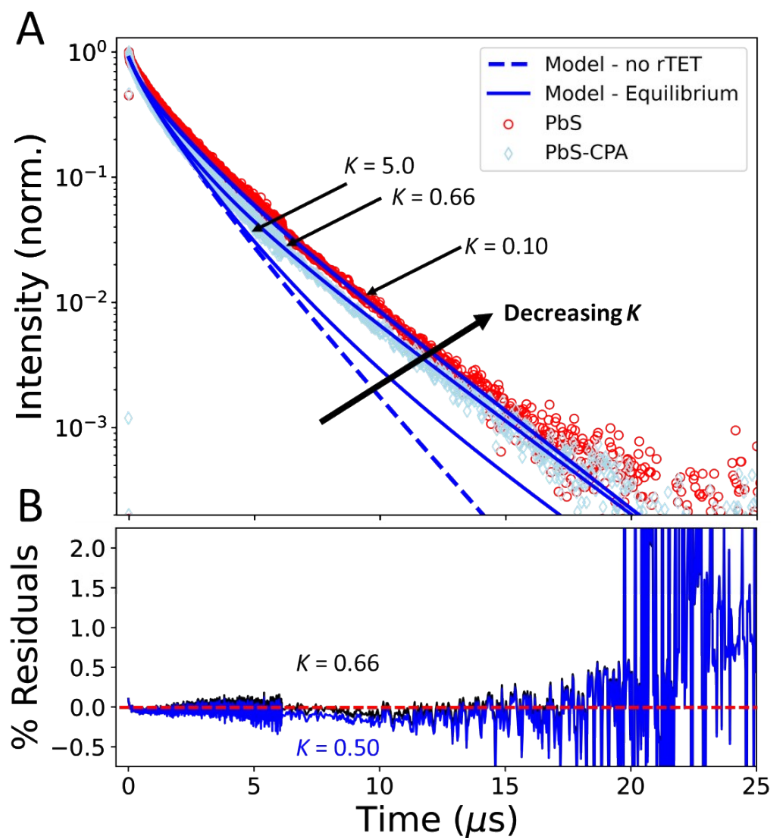 A
Intensity (norm.)
10⁰
10⁻¹
10⁻²
10⁻³
Model - no rTET
Model - Equilibrium
PbS
PbS-CPA
K = 5.0
K = 0.66
K = 0.10
Decreasing K
B
% Residuals
2.0
1.5
1.0
0.5
0.0
−0.5
K = 0.66
K = 0.50
0 5 10 15 20 25
Time (μs)